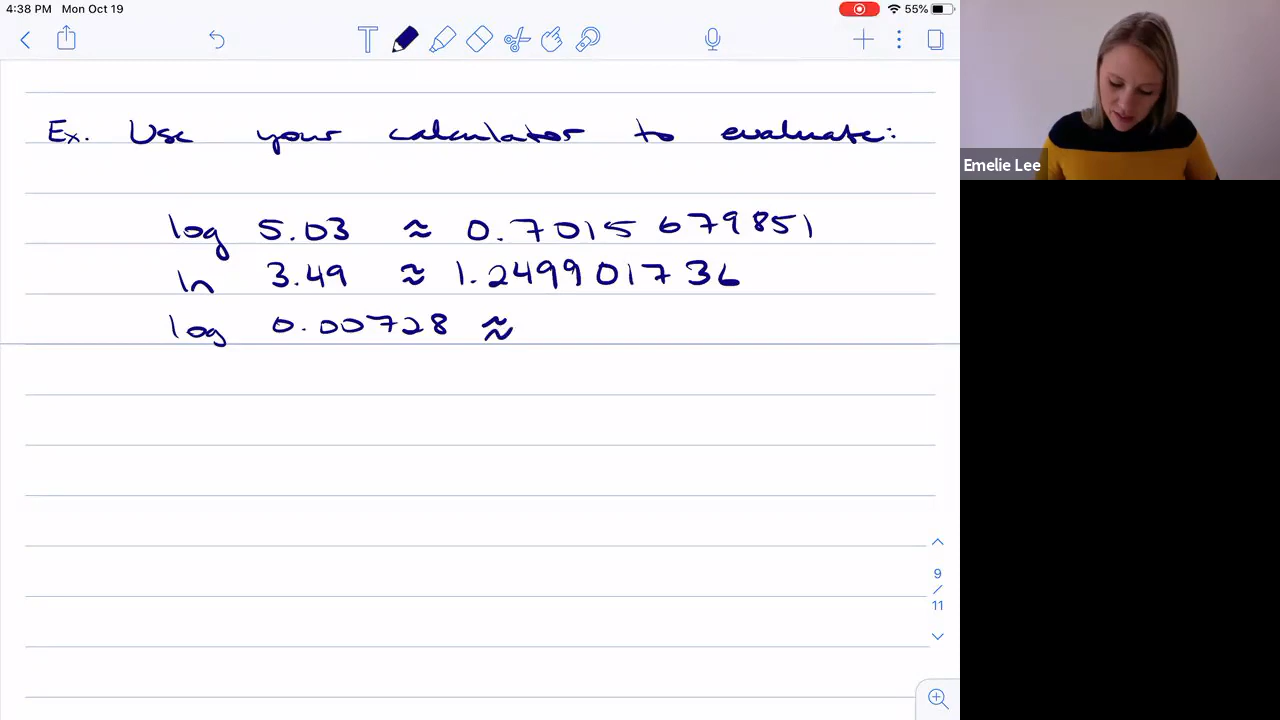 4:38 PM Mon Oct 19
55%
Ex. Use your calculator to evaluate:
Emelie Lee
log 5.03 ≈ 0.7015679851
ln 3.49 ≈ 1.249901736
log 0.00728 ≈
9
/
11